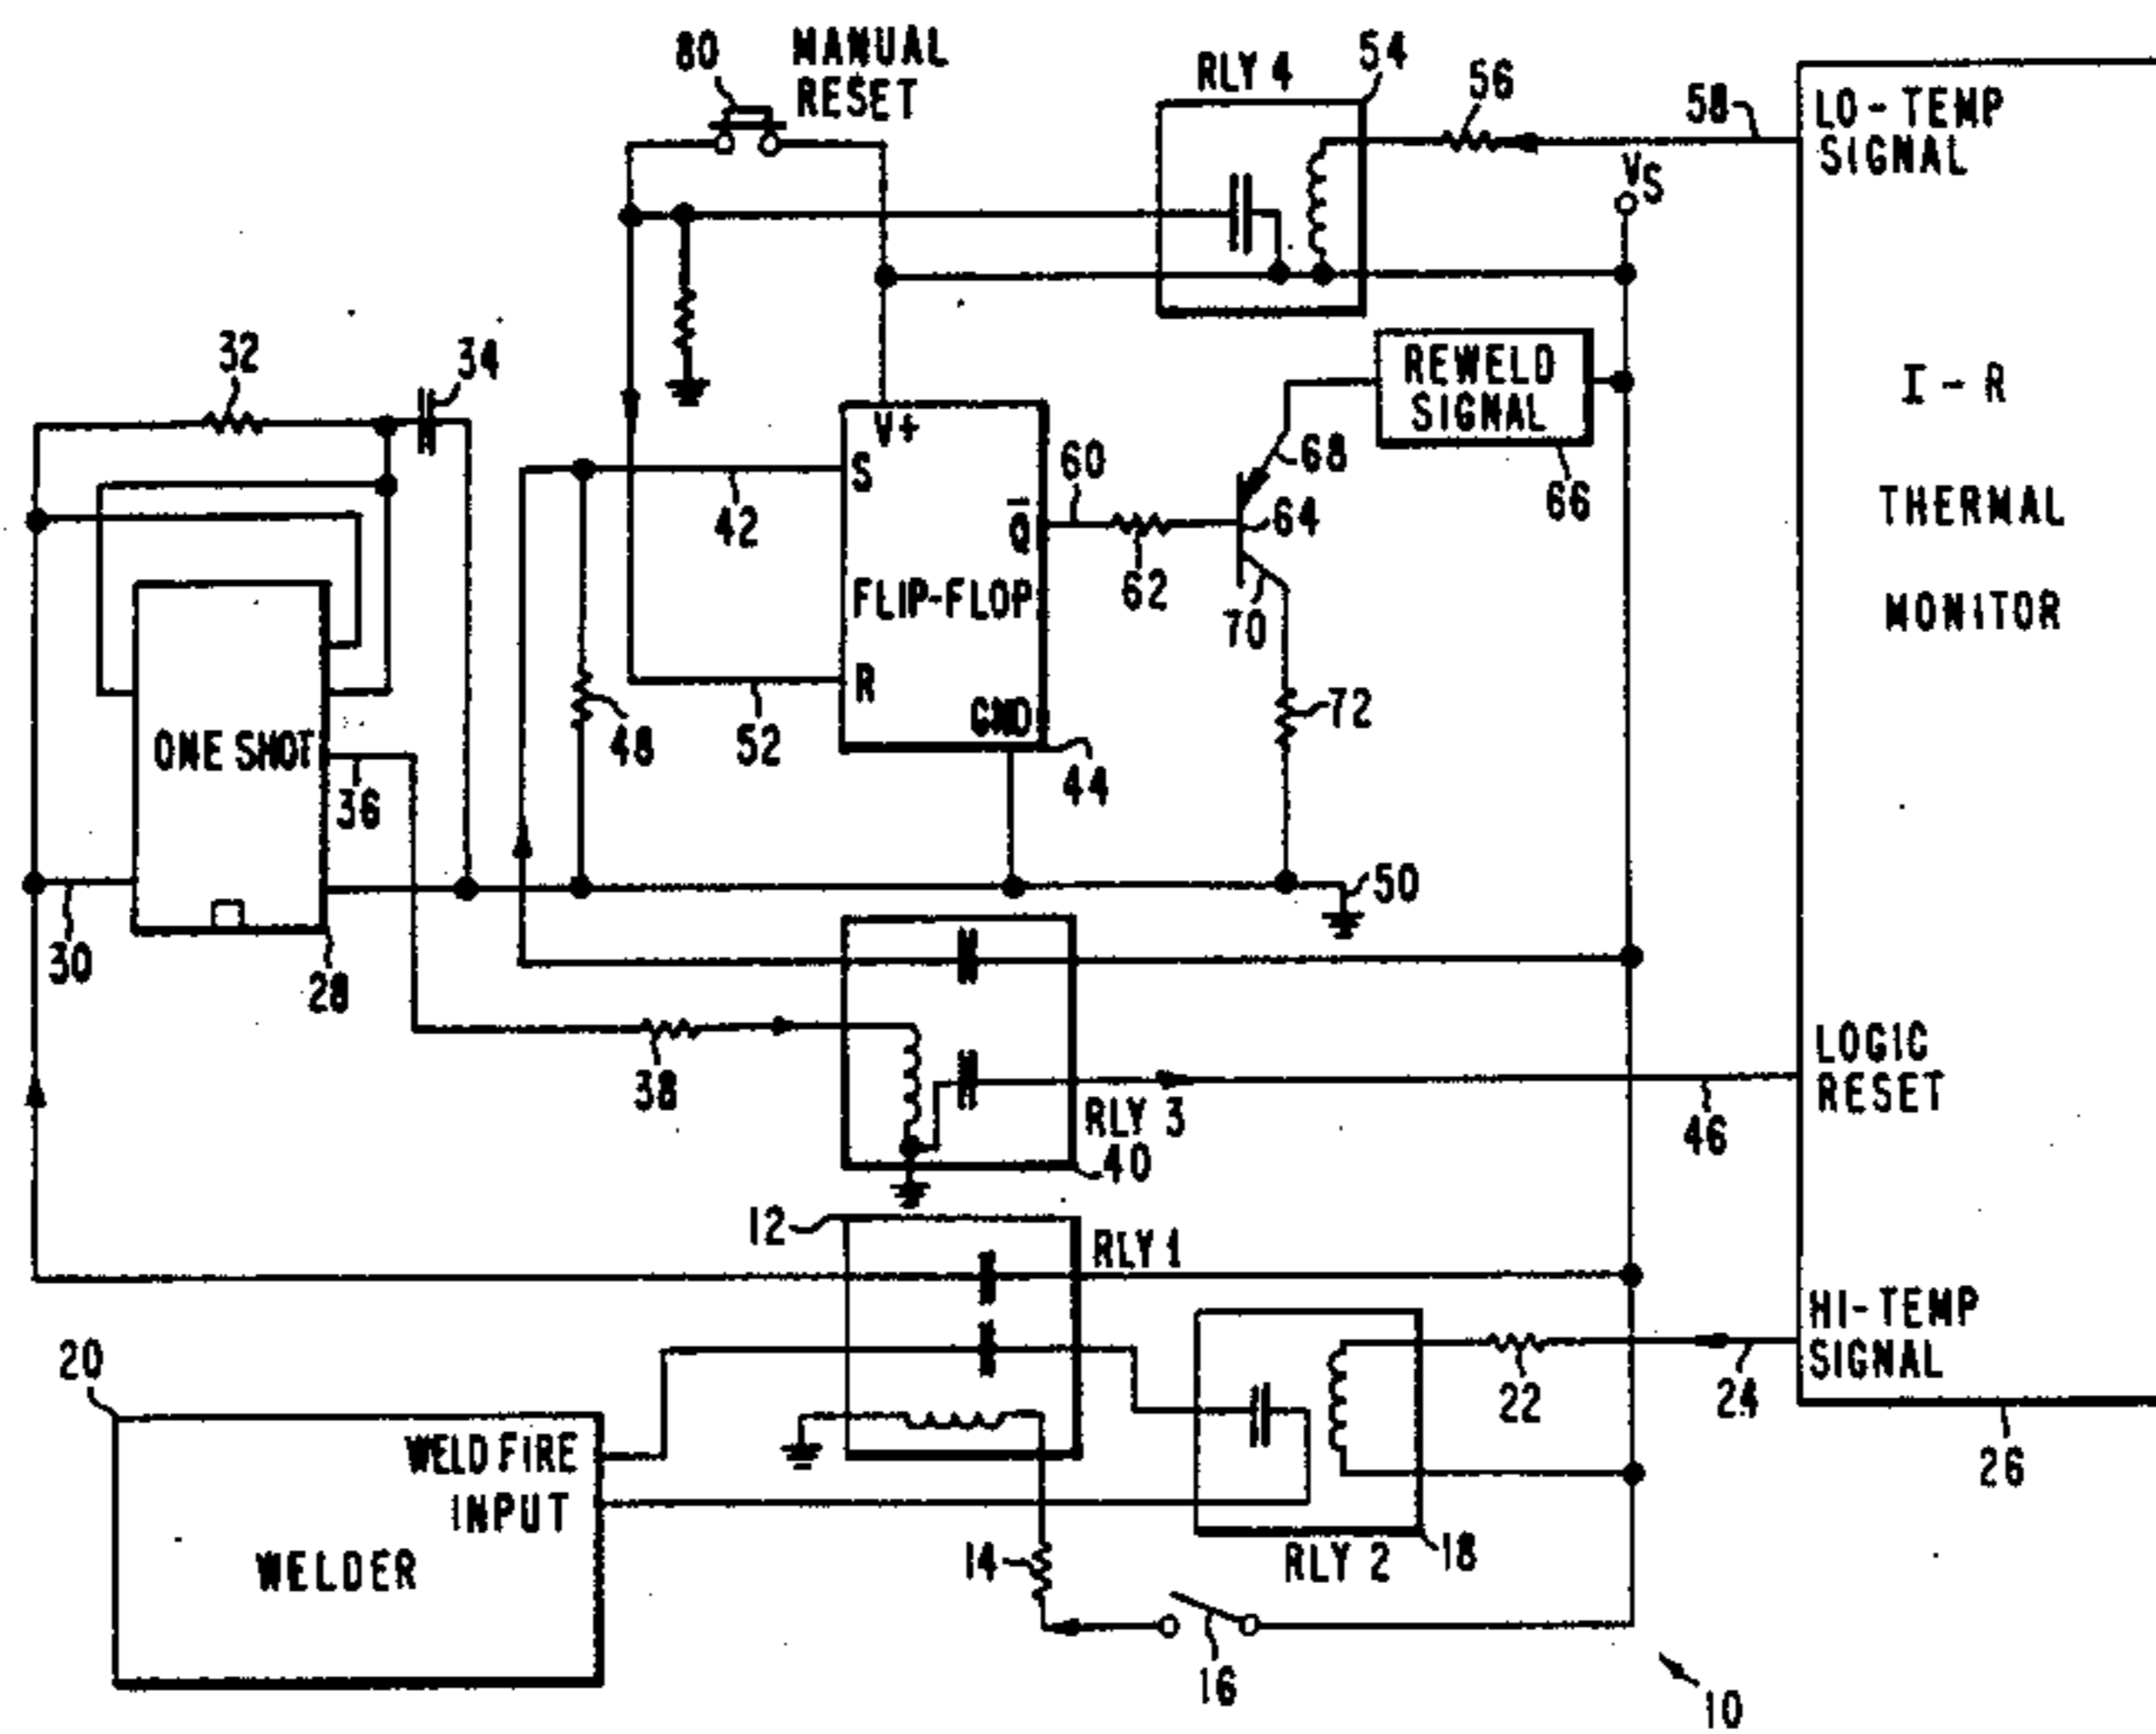 80
MANUAL
RESET
RLY 4
54
56
58
LO-TEMP
SIGNAL
VS
32
34
REWELD
SIGNAL
I-R
V+
S
60
68
66
THERMAL
42
Q̅
64
62
FLIP-FLOP
70
MONITOR
R
GND
72
ONE SHOT
48
52
44
36
50
30
28
LOGIC
RESET
38
RLY 3
46
40
12
RLY 1
HI-TEMP
SIGNAL
20
22
24
WELD FIRE
INPUT
26
14
RLY 2
18
WELDER
16
10